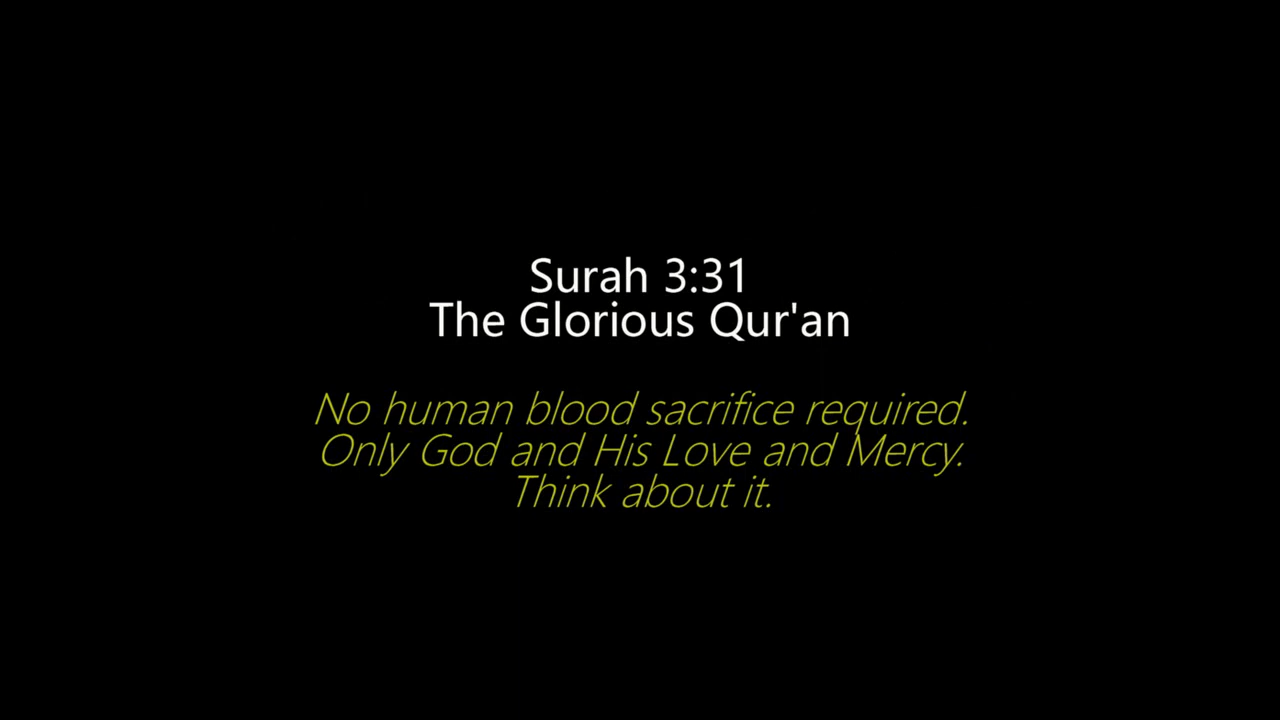 Surah 3:31
The Glorious Qur'an
No human blood sacrifice required.
Only God and His Love and Mercy.
Think about it.